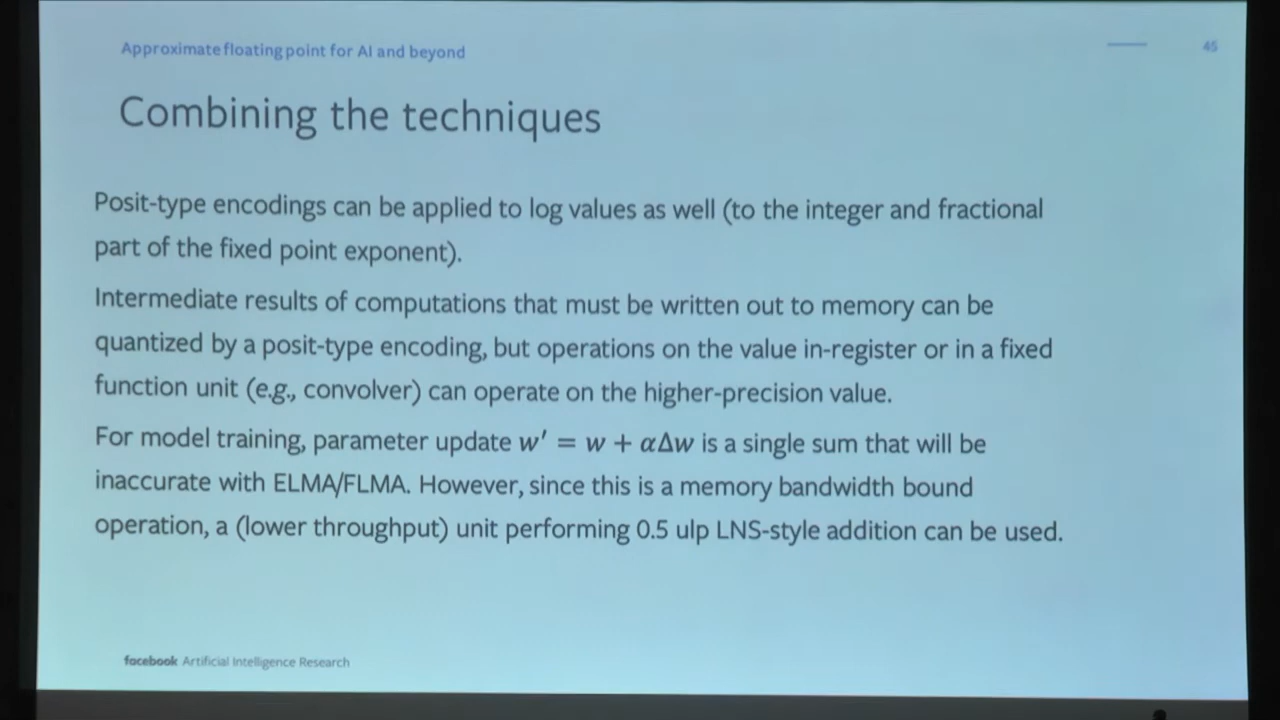 Approximate floating point for AI and beyond
45
Combining the techniques
Posit-type encodings can be applied to log values as well (to the integer and fractional
part of the fixed point exponent).
Intermediate results of computations that must be written out to memory can be
quantized by a posit-type encoding, but operations on the value in-register or in a fixed
function unit (e.g., convolver) can operate on the higher-precision value.
For model training, parameter update w′ = w + αΔw is a single sum that will be
inaccurate with ELMA/FLMA. However, since this is a memory bandwidth bound
operation, a (lower throughput) unit performing 0.5 ulp LNS-style addition can be used.
facebook Artificial Intelligence Research